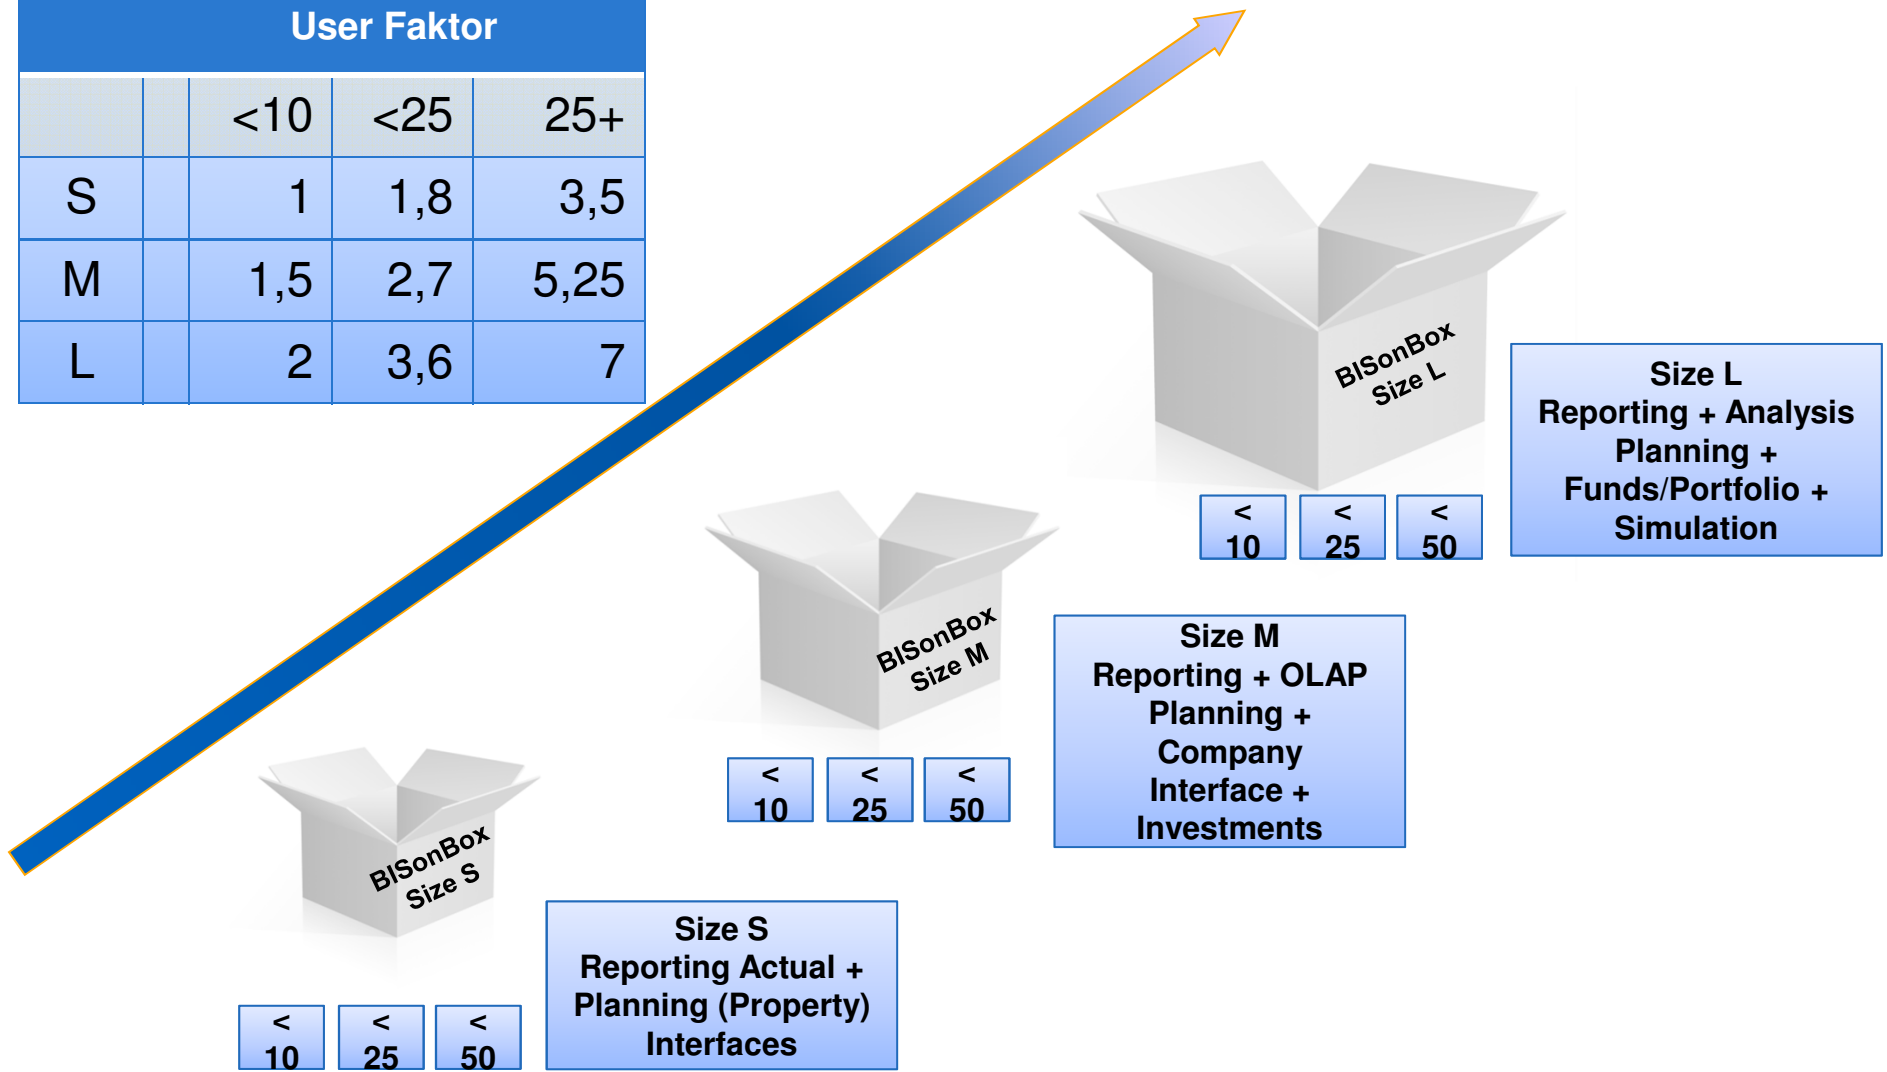 User Faktor
<10 <25 25+
S 1 1,8 3,5
M 1,5 2,7 5,25
L 2 3,6 7
BISonBox
Size L
Size L
Reporting + Analysis
Planning +
Funds/Portfolio +
Simulation
< < <
10 25 50
BISonBox
Size M
Size M
Reporting + OLAP
Planning +
Company
Interface +
Investments
< < <
10 25 50
BISonBox
Size S
Size S
Reporting Actual +
Planning (Property)
Interfaces
< < <
10 25 50